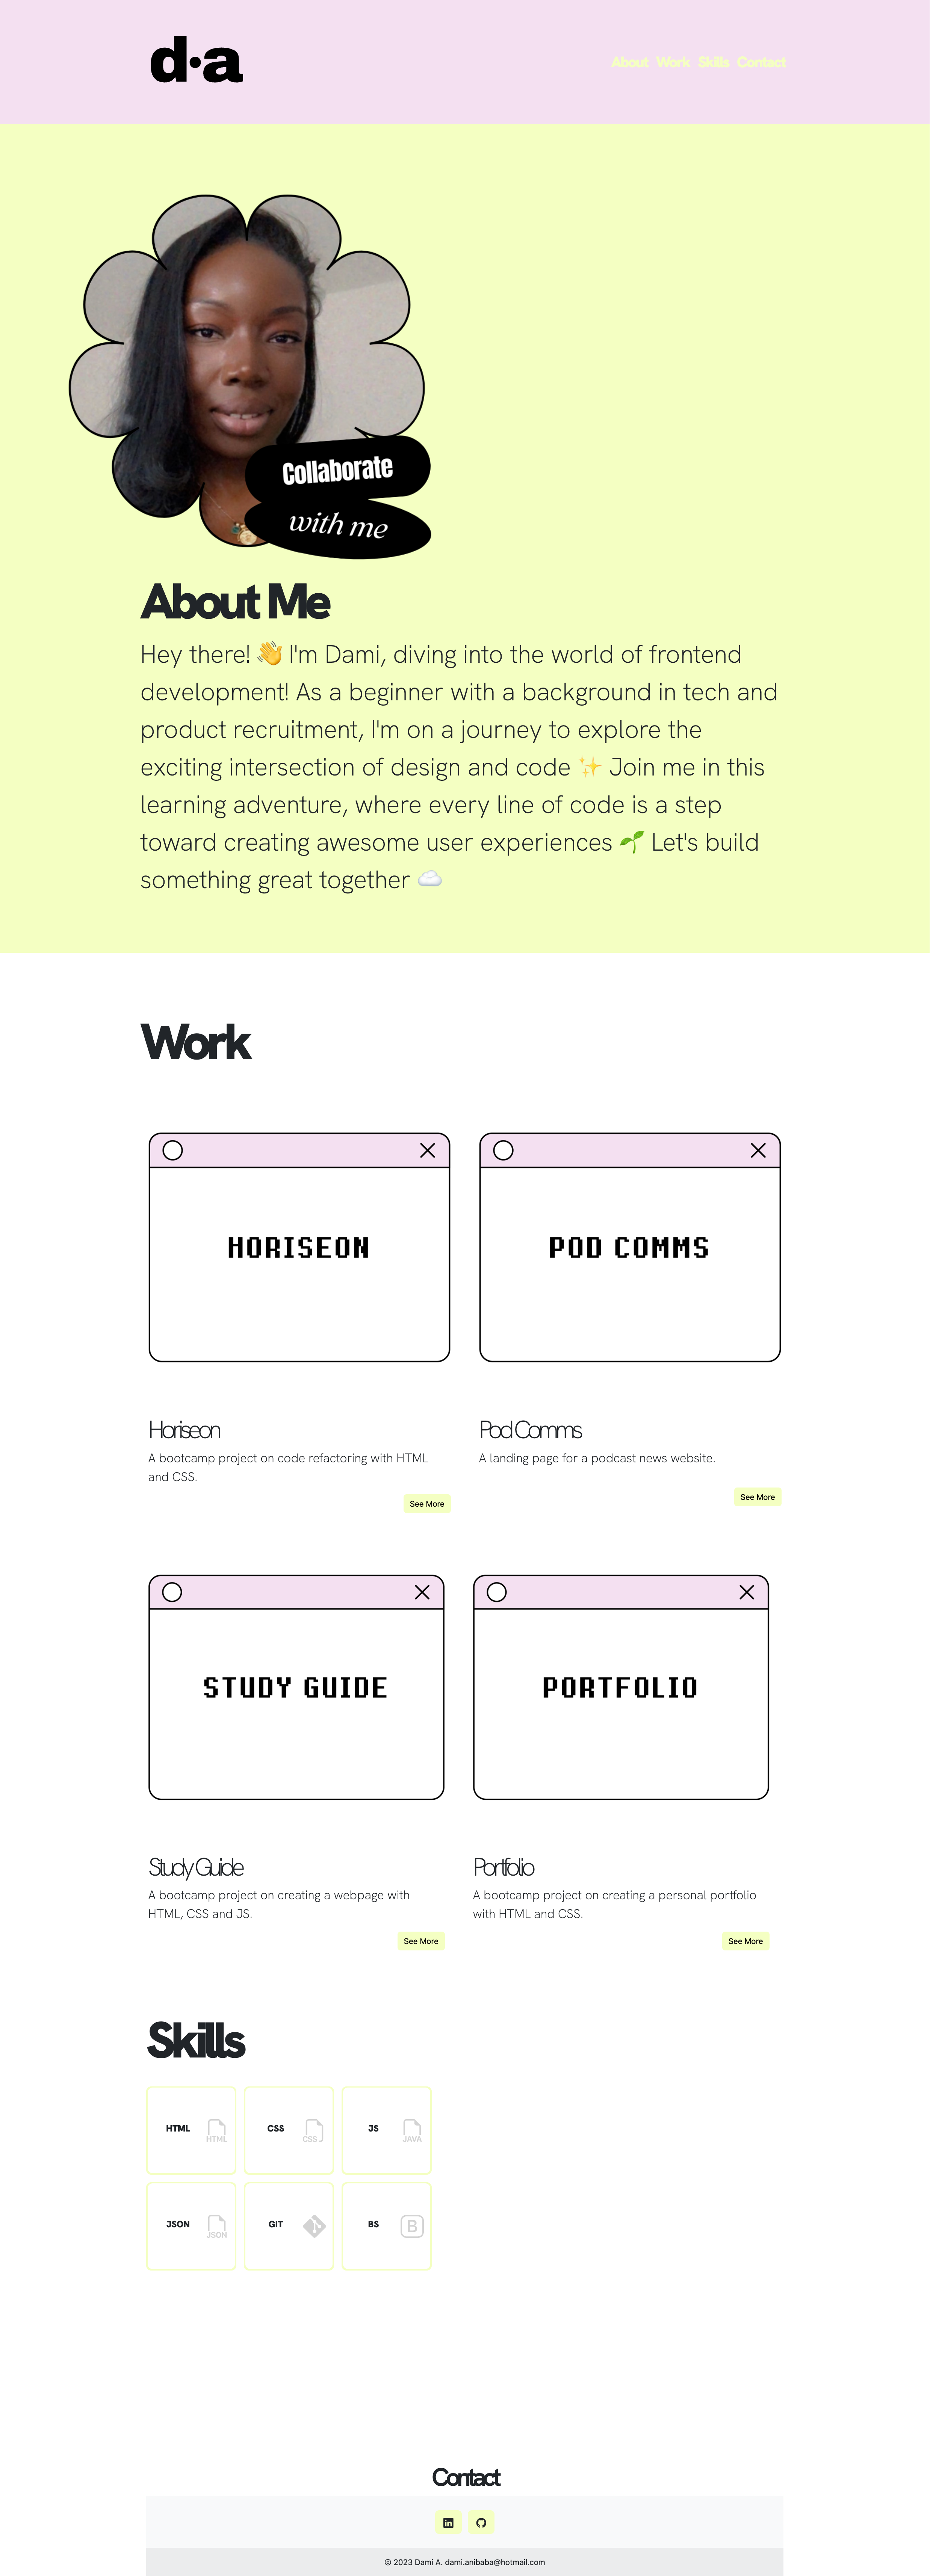 d·a
About Work Skills Contact
Collaborate
with me
About Me
Hey there! 👋 I'm Dami, diving into the world of frontend
development! As a beginner with a background in tech and
product recruitment, I'm on a journey to explore the
exciting intersection of design and code ✨ Join me in this
learning adventure, where every line of code is a step
toward creating awesome user experiences 🌱 Let's build
something great together ☁️
Work
HORISEON
POD COMMS
Horiseon
A bootcamp project on code refactoring with HTML
and CSS.
See More
Pod Comms
A landing page for a podcast news website.
See More
STUDY GUIDE
PORTFOLIO
Study Guide
A bootcamp project on creating a webpage with
HTML, CSS and JS.
See More
Portfolio
A bootcamp project on creating a personal portfolio
with HTML and CSS.
See More
Skills
HTML HTML
CSS CSS
JS JAVA
JSON JSON
GIT
BS B
Contact
in
© 2023 Dami A. dami.anibaba@hotmail.com